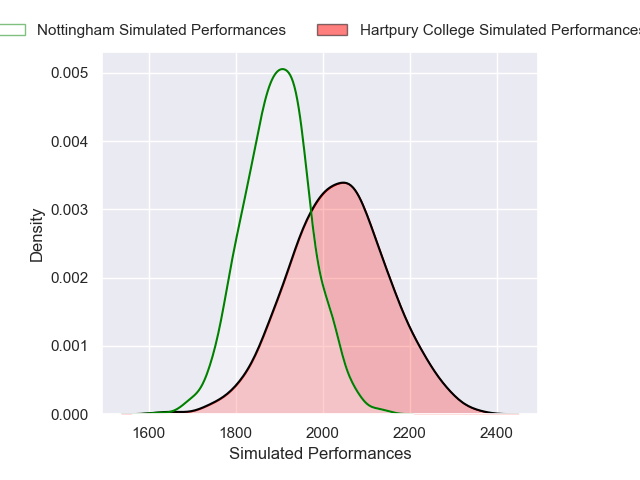 Nottingham Simulated Performances
Hartpury College Simulated Performances
0.005
0.004
0.003
0.002
0.001
0.000
Density
1600 1800 2000 2200 2400
Simulated Performances